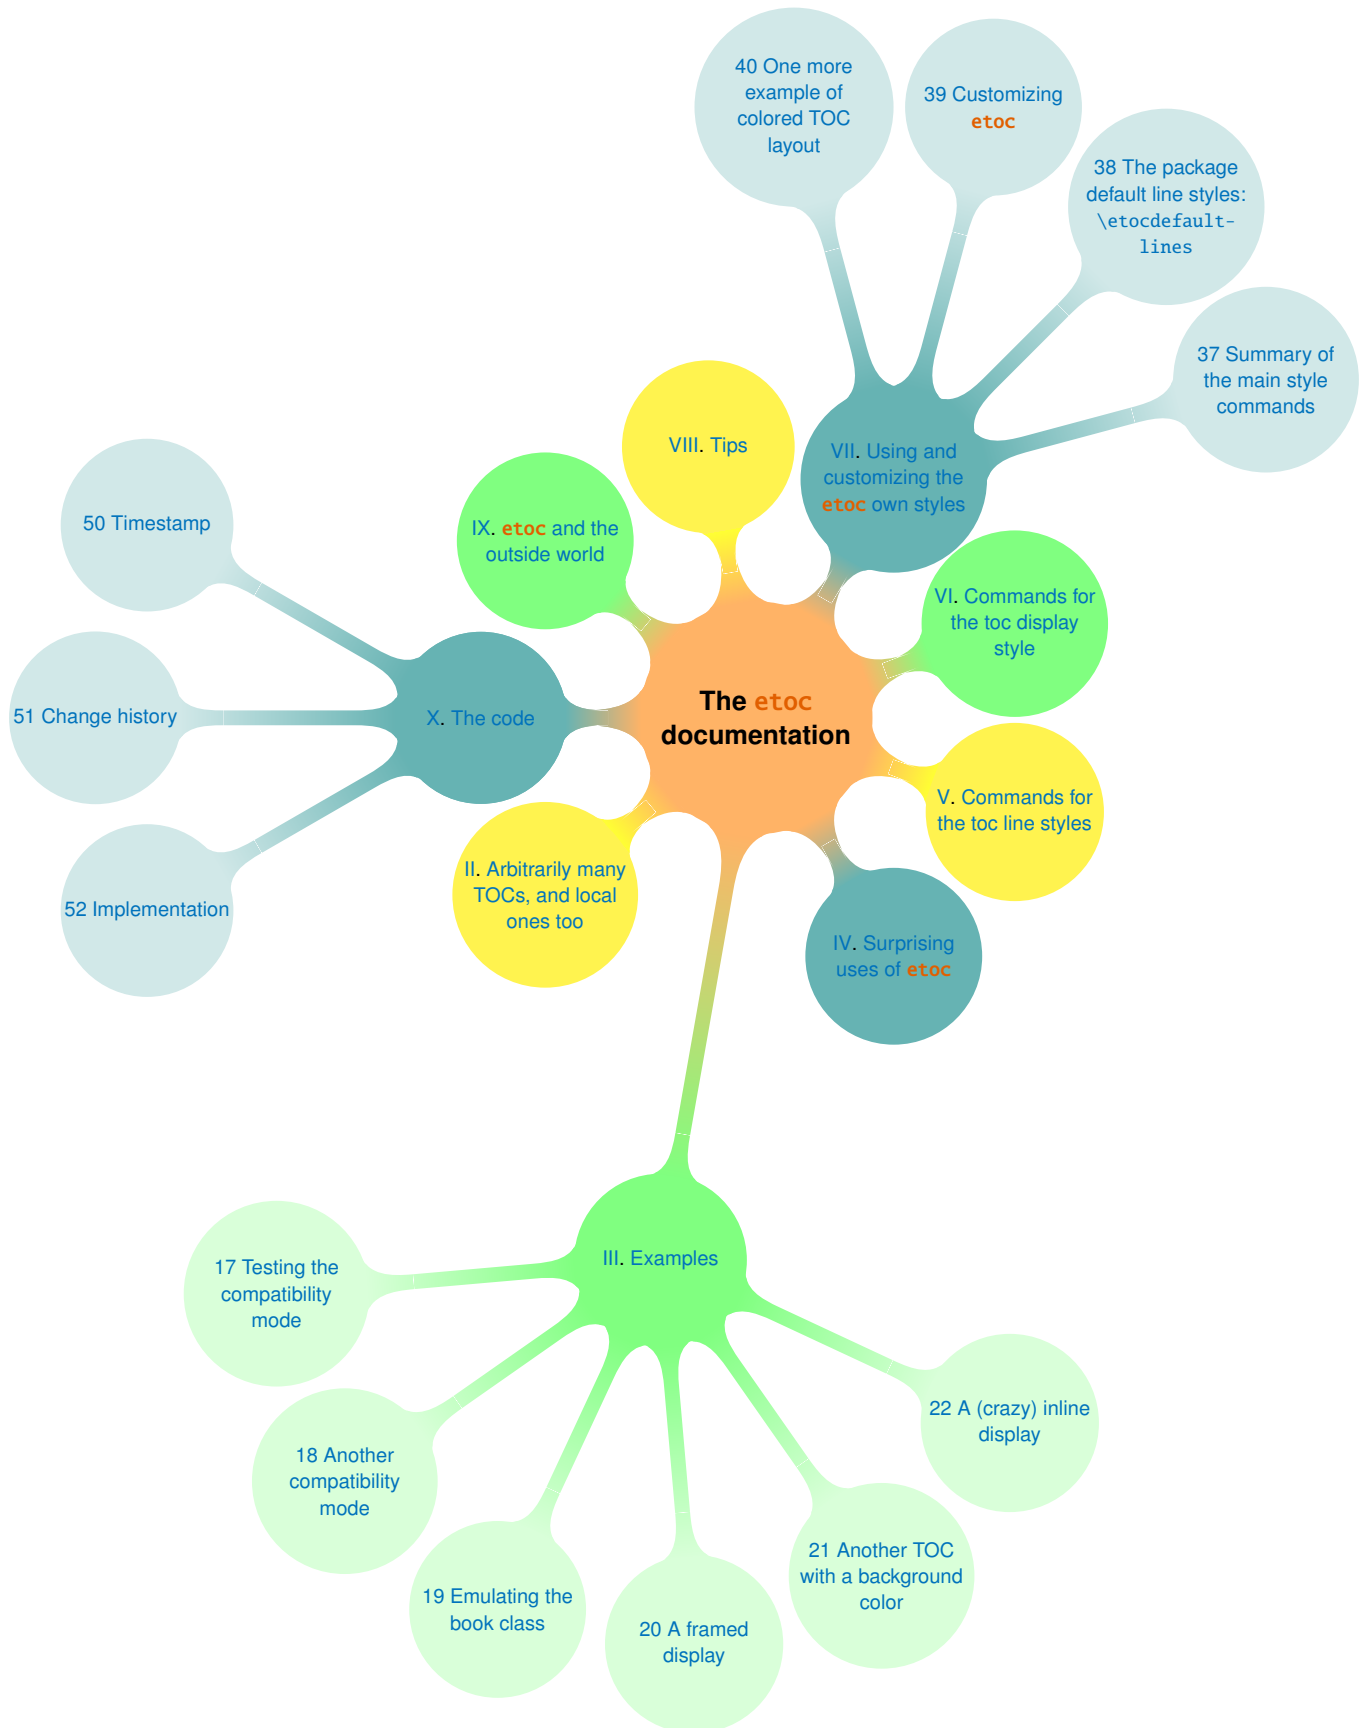 40 One more
example of
colored TOC
layout
39 Customizing
etoc
38 The package
default line styles:
\etocdefault-
lines
37 Summary of
the main style
commands
VIII. Tips
VII. Using and
customizing the
etoc own styles
50 Timestamp
IX. etoc and the
outside world
VI. Commands for
the toc display
style
51 Change history
X. The code
The etoc
documentation
V. Commands for
the toc line styles
52 Implementation
II. Arbitrarily many
TOCs, and local
ones too
IV. Surprising
uses of etoc
III. Examples
17 Testing the
compatibility
mode
18 Another
compatibility
mode
19 Emulating the
book class
20 A framed
display
21 Another TOC
with a background
color
22 A (crazy) inline
display